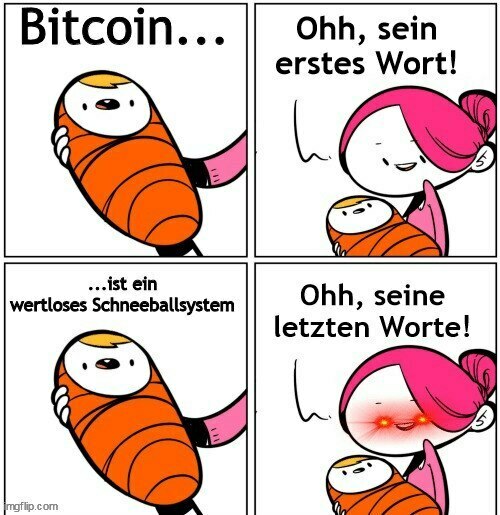 Bitcoin...
Ohh, sein
erstes Wort!
...ist ein
wertloses Schneeballsystem
Ohh, seine
letzten Worte!
imgflip.com